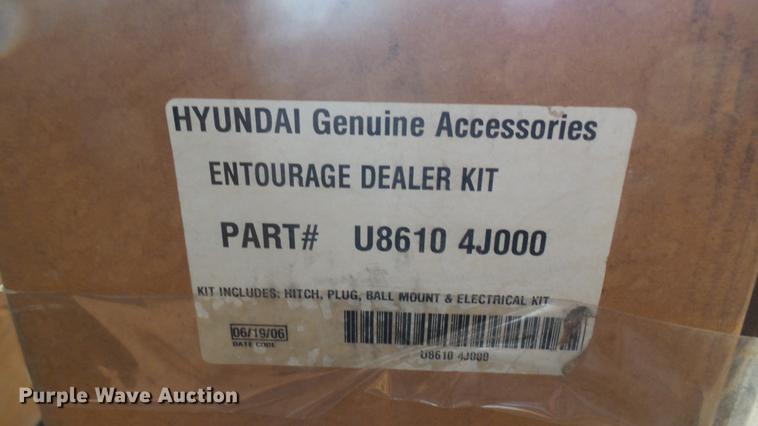 HYUNDAI Genuine Accessories
ENTOURAGE DEALER KIT
PART# U8610 4J000
KIT INCLUDES: HITCH, PLUG, BALL MOUNT & ELECTRICAL KIT
06/19/06
DATE CODE
U8610 4J000
Purple Wave Auction